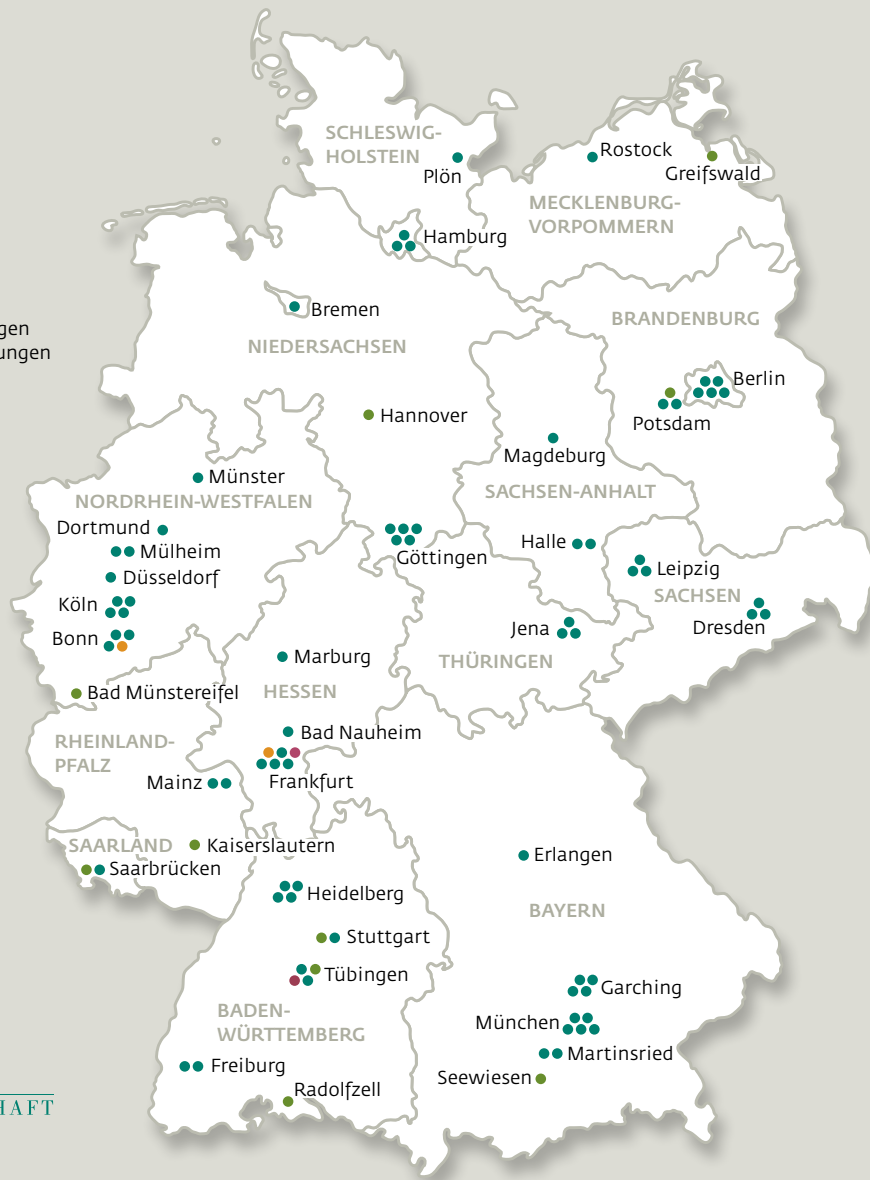 SCHLESWIG-
HOLSTEIN
Plön
Rostock
Greifswald
MECKLENBURG-
VORPOMMERN
Hamburg
Bremen
NIEDERSACHSEN
BRANDENBURG
gen
ungen
Berlin
Potsdam
Hannover
Magdeburg
SACHSEN-ANHALT
Münster
NORDRHEIN-WESTFALEN
Dortmund
Mülheim
Düsseldorf
Köln
Bonn
Göttingen
Halle
Leipzig
SACHSEN
Dresden
Jena
THÜRINGEN
Marburg
HESSEN
Bad Münstereifel
Bad Nauheim
RHEINLAND-
PFALZ
Mainz
Frankfurt
SAARLAND
Kaiserslautern
Saarbrücken
Erlangen
Heidelberg
BAYERN
Stuttgart
Tübingen
Garching
BADEN-
WÜRTTEMBERG
München
Martinsried
Freiburg
Seewiesen
Radolfzell
HAFT